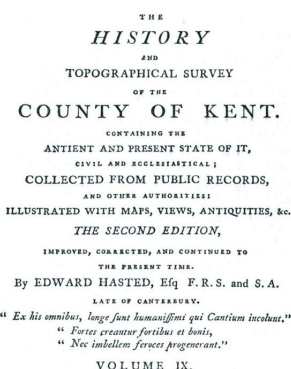 THE
HISTORY
AND
TOPOGRAPHICAL SURVEY
OF THE
COUNTY OF KENT.
CONTAINING THE
ANTIENT AND PRESENT STATE OF IT,
CIVIL AND ECCLESIASTICAL;
COLLECTED FROM PUBLIC RECORDS,
AND OTHER AUTHORITIES:
ILLUSTRATED WITH MAPS, VIEWS, ANTIQUITIES, &c.
THE SECOND EDITION,
IMPROVED, CORRECTED, AND CONTINUED TO
THE PRESENT TIME.
By EDWARD HASTED, Esq F. R. S. and S. A.
LATE OF CANTERBURY.
“ Ex his omnibus, longe ſunt humaniſſimi qui Cantium incolunt.”
“ Fortes creantur fortibus et bonis,
“ Nec imbellem feroces progenerant.”
VOLUME IX.